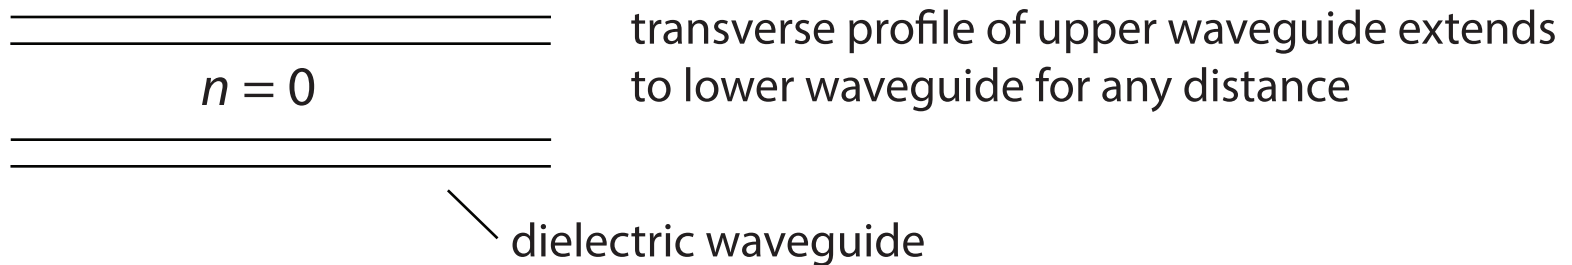 transverse profile of upper waveguide extends
n = 0
to lower waveguide for any distance
dielectric waveguide